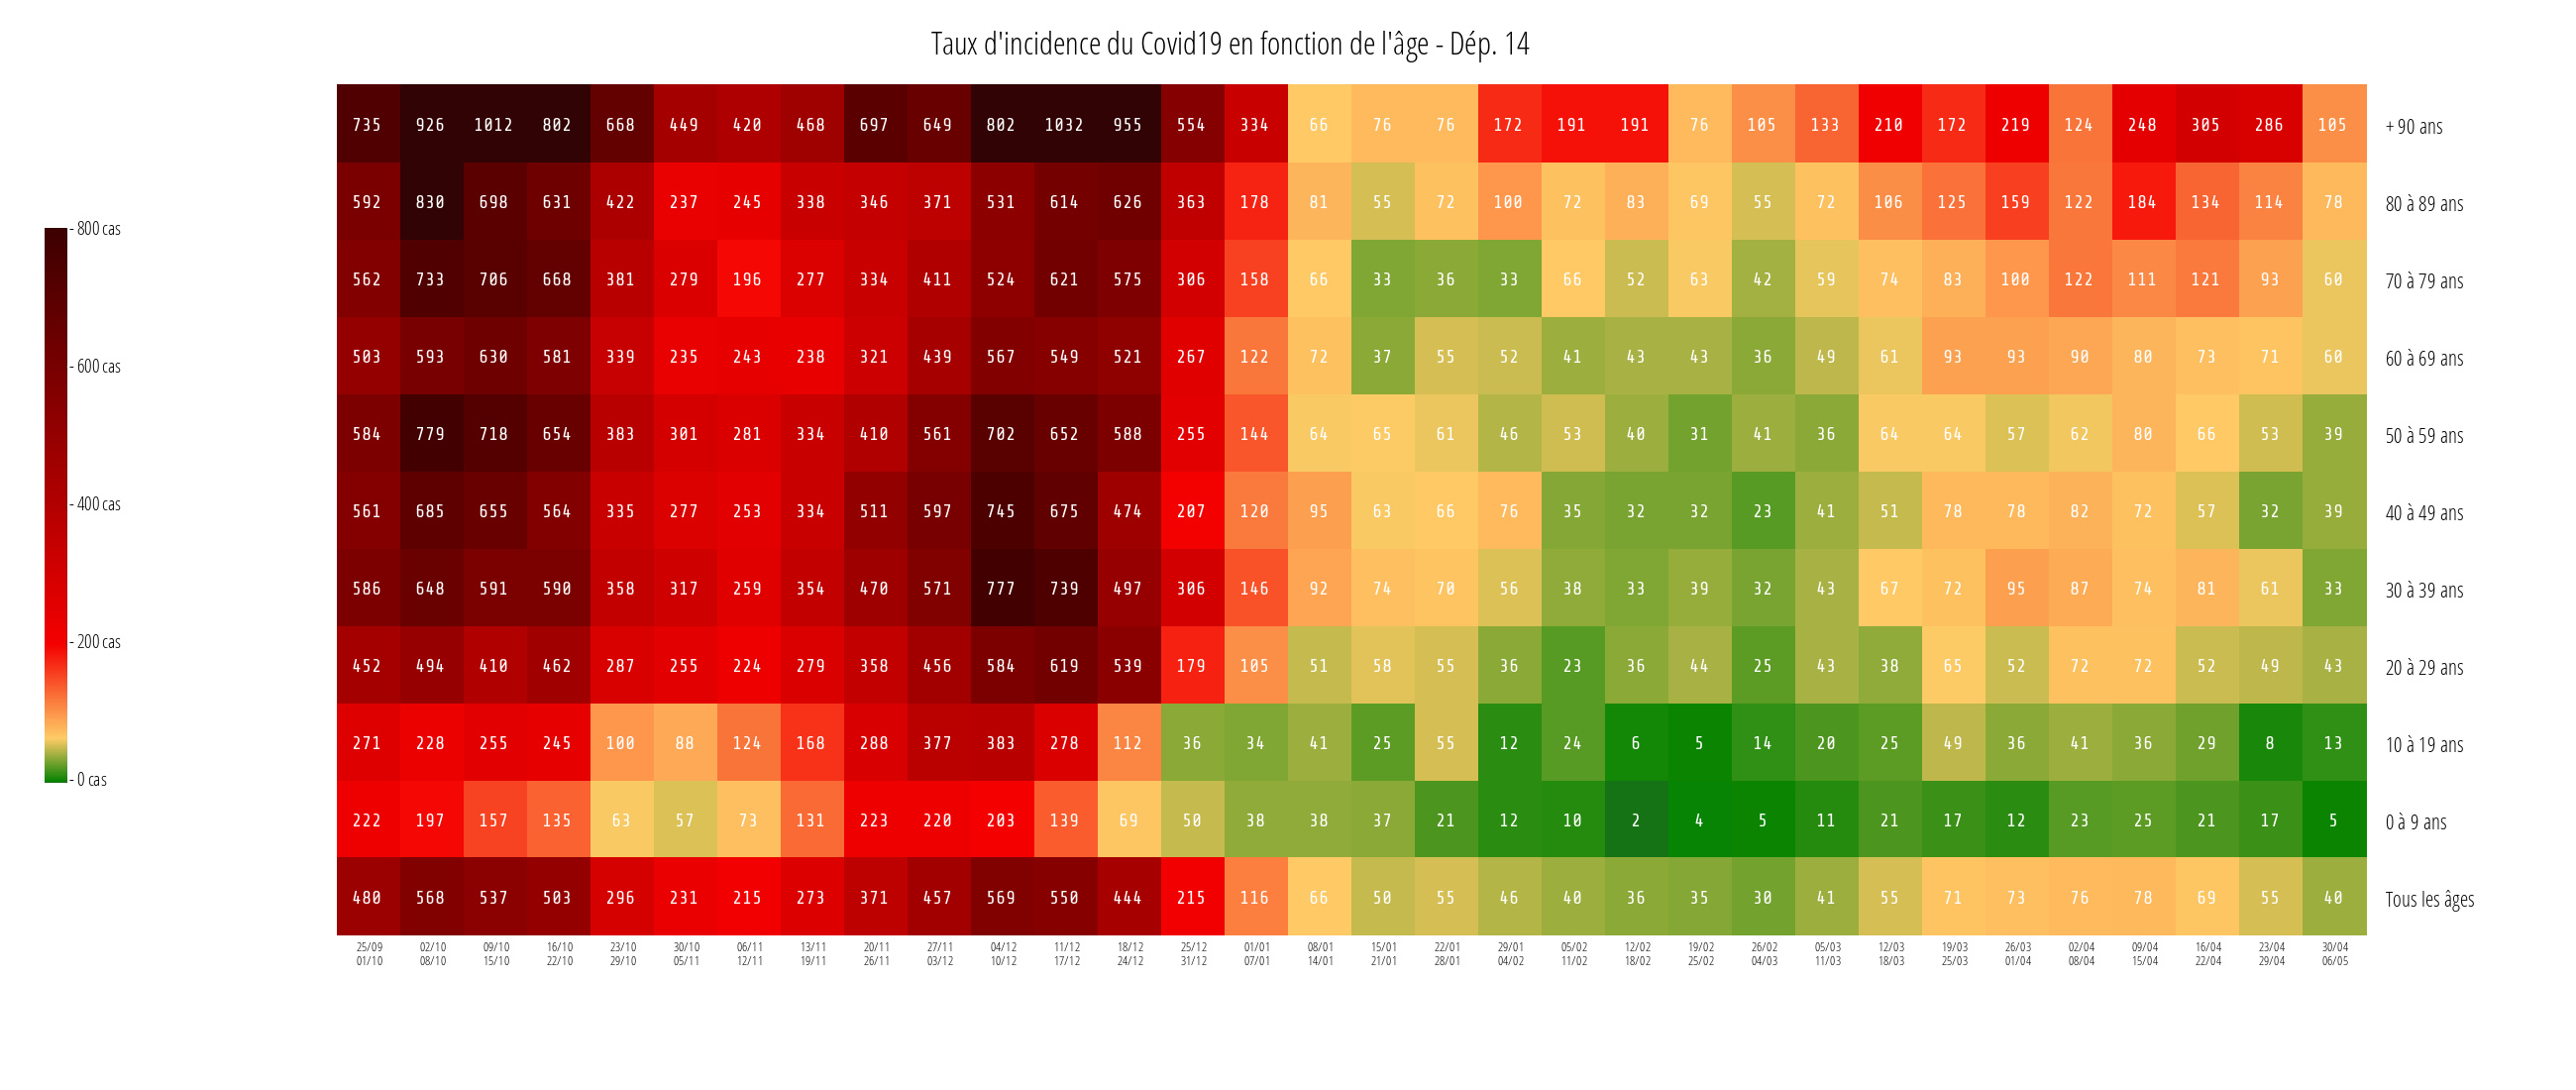 Taux d'incidence du Covid19 en fonction de l'âge - Dép. 14
735 926 1012 802 668 449 420 468 697 649 802 1032 955 554 334 66 76 76 172 191 191 76 105 133 210 172 219 124 248 305 286 105 + 90 ans
592 830 698 631 422 237 245 338 346 371 531 614 626 363 178 81 55 72 100 72 83 69 55 72 106 125 159 122 184 134 114 78 80 à 89 ans
- 800 cas
562 733 706 668 381 279 196 277 334 411 524 621 575 306 158 66 33 36 33 66 52 63 42 59 74 83 100 122 111 121 93 60 70 à 79 ans
503 593 630 581 339 235 243 238 321 439 567 549 521 267 122 72 37 55 52 41 43 43 36 49 61 93 93 90 80 73 71 60 60 à 69 ans
- 600 cas
584 779 718 654 383 301 281 334 410 561 702 652 588 255 144 64 65 61 46 53 40 31 41 36 64 64 57 62 80 66 53 39 50 à 59 ans
- 400 cas
561 685 655 564 335 277 253 334 511 597 745 675 474 207 120 95 63 66 76 35 32 32 23 41 51 78 78 82 72 57 32 39 40 à 49 ans
586 648 591 590 358 317 259 354 470 571 777 739 497 306 146 92 74 70 56 38 33 39 32 43 67 72 95 87 74 81 61 33 30 à 39 ans
- 200 cas
452 494 410 462 287 255 224 279 358 456 584 619 539 179 105 51 58 55 36 23 36 44 25 43 38 65 52 72 72 52 49 43 20 à 29 ans
271 228 255 245 100 88 124 168 288 377 383 278 112 36 34 41 25 55 12 24 6 5 14 20 25 49 36 41 36 29 8 13 10 à 19 ans
- 0 cas
222 197 157 135 63 57 73 131 223 220 203 139 69 50 38 38 37 21 12 10 2 4 5 11 21 17 12 23 25 21 17 5 0 à 9 ans
480 568 537 503 296 231 215 273 371 457 569 550 444 215 116 66 50 55 46 40 36 35 30 41 55 71 73 76 78 69 55 40 Tous les âges
25/09 02/10 09/10 16/10 23/10 30/10 06/11 13/11 20/11 27/11 04/12 11/12 18/12 25/12 01/01 08/01 15/01 22/01 29/01 05/02 12/02 19/02 26/02 05/03 12/03 19/03 26/03 02/04 09/04 16/04 23/04 30/04
01/10 08/10 15/10 22/10 29/10 05/11 12/11 19/11 26/11 03/12 10/12 17/12 24/12 31/12 07/01 14/01 21/01 28/01 04/02 11/02 18/02 25/02 04/03 11/03 18/03 25/03 01/04 08/04 15/04 22/04 29/04 06/05